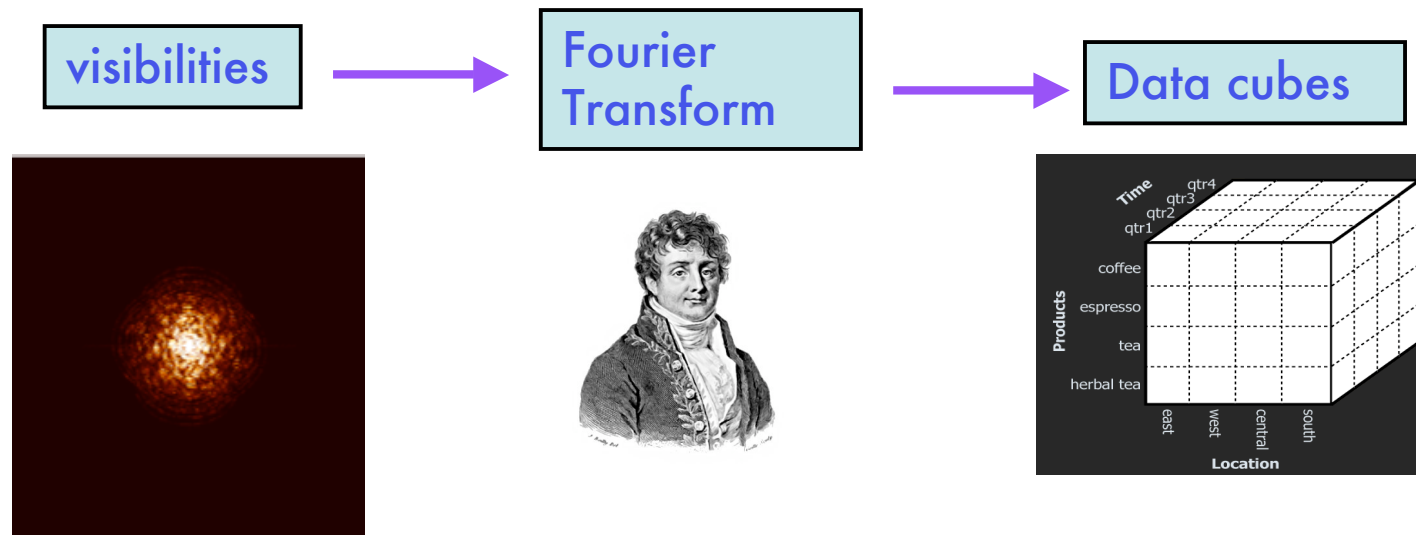 visibilities
Fourier
Transform
Data cubes
Time
qtr4
qtr3
qtr2
qtr1
Products
coffee
espresso
tea
herbal tea
east
west
central
south
Location